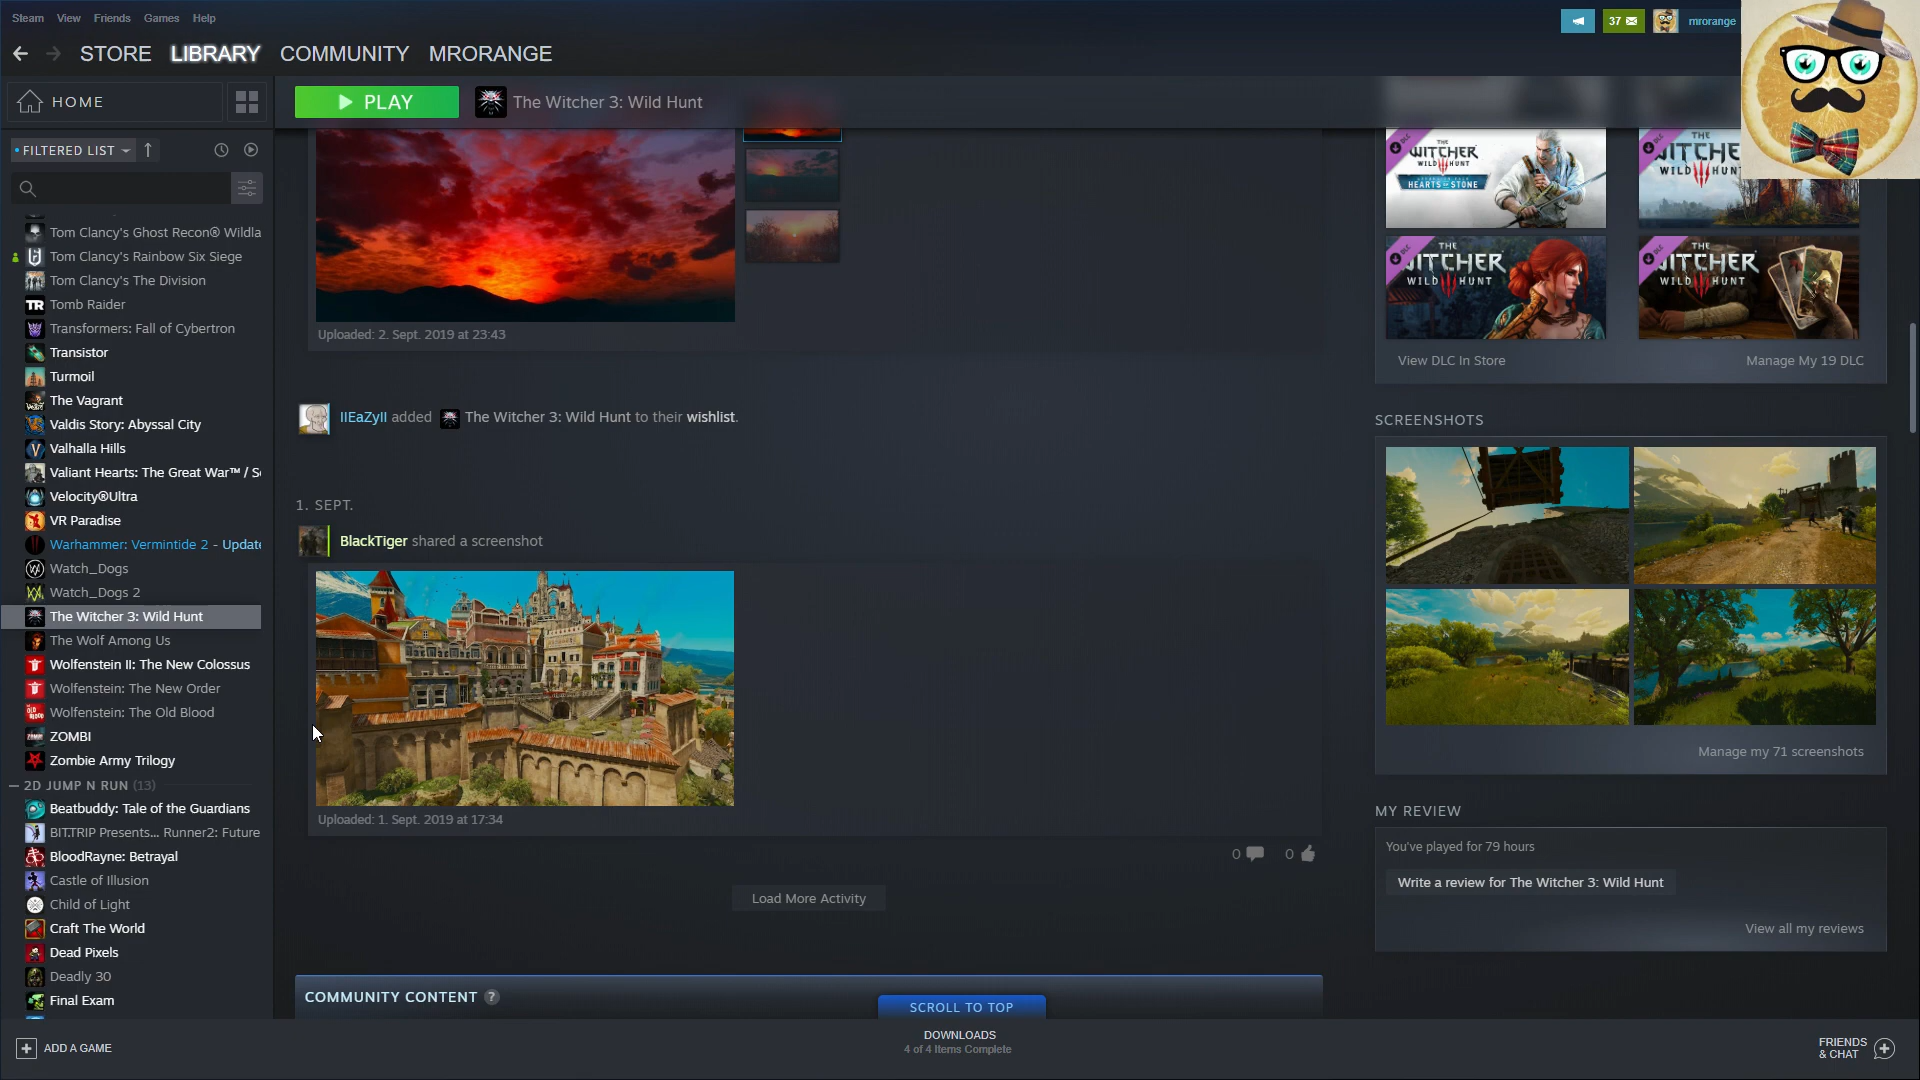 Steam View Friends Games Help
37
mrorange
STORE LIBRARY COMMUNITY MRORANGE
HOME
PLAY
The Witcher 3: Wild Hunt
FILTERED LIST
Tom Clancy's Ghost Recon® Wildla
Tom Clancy's Rainbow Six Siege
Tom Clancy's The Division
TR
Tomb Raider
Transformers: Fall of Cybertron
Transistor
Turmoil
The Vagrant
Valdis Story: Abyssal City
Valhalla Hills
Valiant Hearts: The Great War™ / So
Velocity®Ultra
VR Paradise
Warhammer: Vermintide 2 - Update
Watch_Dogs
Watch_Dogs 2
The Witcher 3: Wild Hunt
The Wolf Among Us
Wolfenstein II: The New Colossus
Wolfenstein: The New Order
Wolfenstein: The Old Blood
ZOMBI
Zombie Army Trilogy
2D JUMP N RUN (13)
Beatbuddy: Tale of the Guardians
BIT.TRIP Presents... Runner2: Future
BloodRayne: Betrayal
Castle of Illusion
Child of Light
Craft The World
Dead Pixels
Deadly 30
Final Exam
Uploaded: 2. Sept. 2019 at 23:43
IIEaZyII added The Witcher 3: Wild Hunt to their wishlist.
1. SEPT.
BlackTiger shared a screenshot
Uploaded: 1. Sept. 2019 at 17:34
0 0
Load More Activity
COMMUNITY CONTENT ?
SCROLL TO TOP
DLC
WITCHER
WILD HUNT
HEARTS OF STONE
DLC
THE
WITCHE
WILD HUN
DLC
THE
WITCHER
WILD HUNT
DLC
THE
WITCHER
WILD HUNT
View DLC In Store
Manage My 19 DLC
SCREENSHOTS
Manage my 71 screenshots
MY REVIEW
You've played for 79 hours
Write a review for The Witcher 3: Wild Hunt
View all my reviews
ADD A GAME
DOWNLOADS
4 of 4 Items Complete
FRIENDS
& CHAT